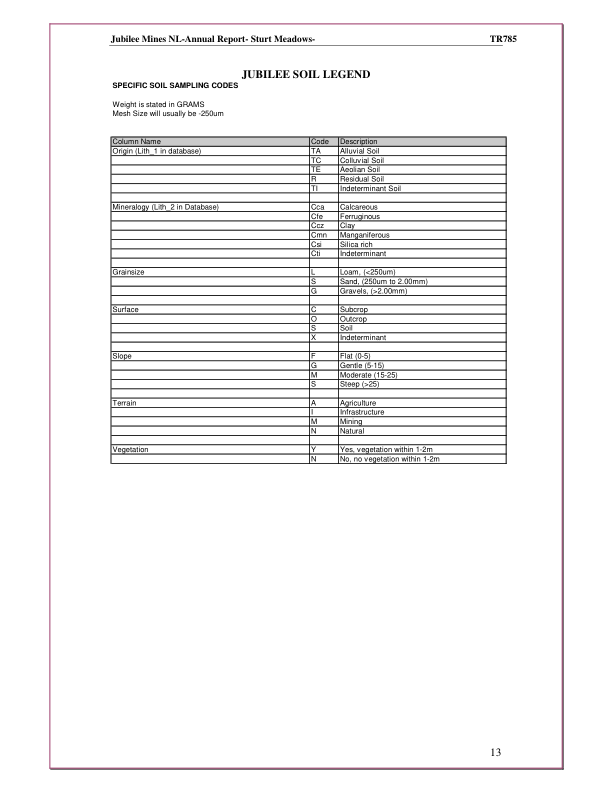 Jubilee Mines NL-Annual Report- Sturt Meadows- TR785
JUBILEE SOIL LEGEND
SPECIFIC SOIL SAMPLING CODES
Weight is stated in GRAMS
Mesh Size will usually be -250um
Column Name Code Description
Origin (Lith_1 in database) TA Alluvial Soil
TC Colluvial Soil
TE Aeolian Soil
R Residual Soil
TI Indeterminant Soil
Mineralogy (Lith_2 in Database) Cca Calcareous
Cfe Ferruginous
Ccz Clay
Cmn Manganiferous
Csi Silica rich
Cti Indeterminant
Grainsize L Loam, (<250um)
S Sand, (250um to 2.00mm)
G Gravels, (>2.00mm)
Surface C Subcrop
O Outcrop
S Soil
X Indeterminant
Slope F Flat (0-5)
G Gentle (5-15)
M Moderate (15-25)
S Steep (>25)
Terrain A Agriculture
I Infrastructure
M Mining
N Natural
Vegetation Y Yes, vegetation within 1-2m
N No, no vegetation within 1-2m
13